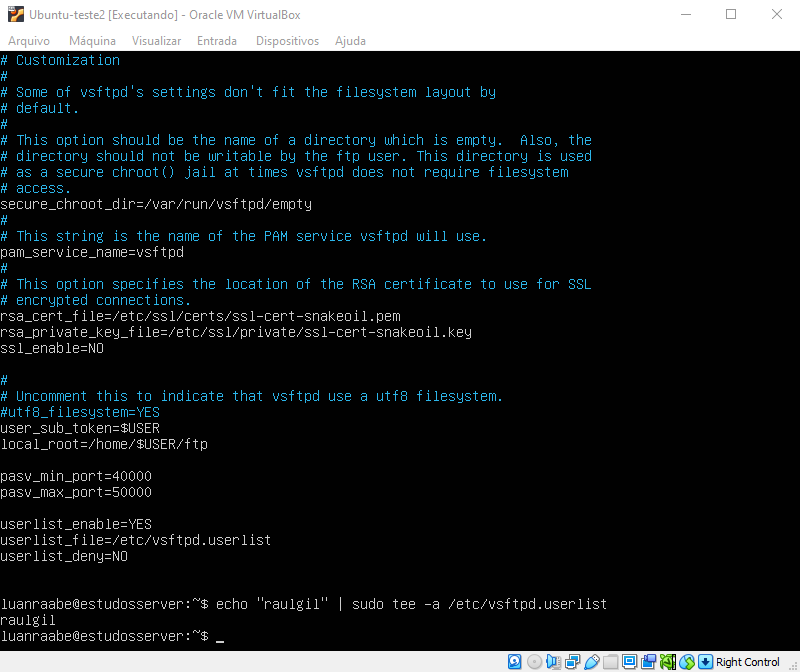 Ubuntu-teste2 [Executando] - Oracle VM VirtualBox
Arquivo Máquina Visualizar Entrada Dispositivos Ajuda
# Customization
#
# Some of vsftpd's settings don't fit the filesystem layout by
# default.
#
# This option should be the name of a directory which is empty.  Also, the
# directory should not be writable by the ftp user. This directory is used
# as a secure chroot() jail at times vsftpd does not require filesystem
# access.
secure_chroot_dir=/var/run/vsftpd/empty
#
# This string is the name of the PAM service vsftpd will use.
pam_service_name=vsftpd
#
# This option specifies the location of the RSA certificate to use for SSL
# encrypted connections.
rsa_cert_file=/etc/ssl/certs/ssl-cert-snakeoil.pem
rsa_private_key_file=/etc/ssl/private/ssl-cert-snakeoil.key
ssl_enable=NO
#
# Uncomment this to indicate that vsftpd use a utf8 filesystem.
#utf8_filesystem=YES
user_sub_token=$USER
local_root=/home/$USER/ftp
pasv_min_port=40000
pasv_max_port=50000
userlist_enable=YES
userlist_file=/etc/vsftpd.userlist
userlist_deny=NO
luanraabe@estudosserver:~$ echo "raulgil" | sudo tee -a /etc/vsftpd.userlist
raulgil
luanraabe@estudosserver:~$ _
Right Control